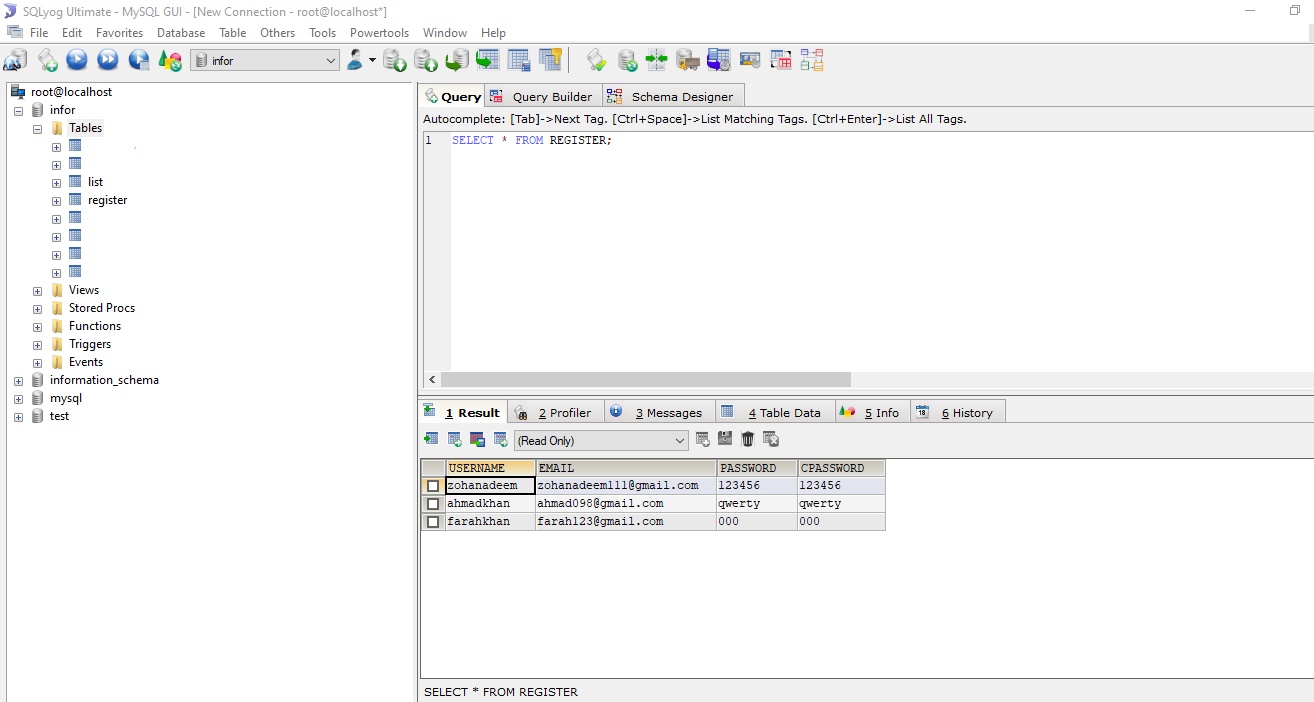 SQLyog Ultimate - MySQL GUI - [New Connection - root@localhost*]
File Edit Favorites Database Table Others Tools Powertools Window Help
infor
root@localhost
infor
Tables
list
register
Views
Stored Procs
Functions
Triggers
Events
information_schema
mysql
test
Query Query Builder Schema Designer
Autocomplete: [Tab]->Next Tag. [Ctrl+Space]->List Matching Tags. [Ctrl+Enter]->List All Tags.
1 SELECT * FROM REGISTER;
1 Result 2 Profiler 3 Messages 4 Table Data 5 Info 6 History
(Read Only)
USERNAME EMAIL PASSWORD CPASSWORD
zohanadeem zohanadeem111@gmail.com 123456 123456
ahmadkhan ahmad098@gmail.com qwerty qwerty
farahkhan farah123@gmail.com 000 000
SELECT * FROM REGISTER